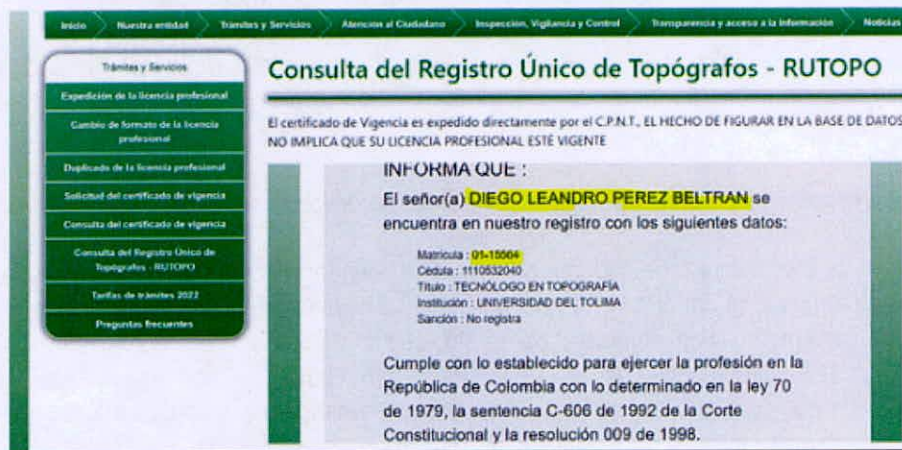 Inicio
Nuestra entidad
Trámites y Servicios
Atención al Ciudadano
Inspección, Vigilancia y Control
Transparencia y acceso a la información
Noticias
Trámites y Servicios
Expedición de la licencia profesional
Cambio de formato de la licencia
profesional
Duplicado de la licencia profesional
Solicitud del certificado de vigencia
Consulta del certificado de vigencia
Consulta del Registro Único de
Topógrafos - RUTOPO
Tarifas de trámites 2022
Preguntas frecuentes
Consulta del Registro Único de Topógrafos - RUTOPO
El certificado de Vigencia es expedido directamente por el C.P.N.T., EL HECHO DE FIGURAR EN LA BASE DE DATOS
NO IMPLICA QUE SU LICENCIA PROFESIONAL ESTÉ VIGENTE
INFORMA QUE :
El señor(a) DIEGO LEANDRO PEREZ BELTRAN se
encuentra en nuestro registro con los siguientes datos:
Matrícula : 01-15564
Cédula : 1110532040
Título : TECNÓLOGO EN TOPOGRAFÍA
Institución : UNIVERSIDAD DEL TOLIMA
Sanción : No registra
Cumple con lo establecido para ejercer la profesión en la
República de Colombia con lo determinado en la ley 70
de 1979, la sentencia C-606 de 1992 de la Corte
Constitucional y la resolución 009 de 1998.